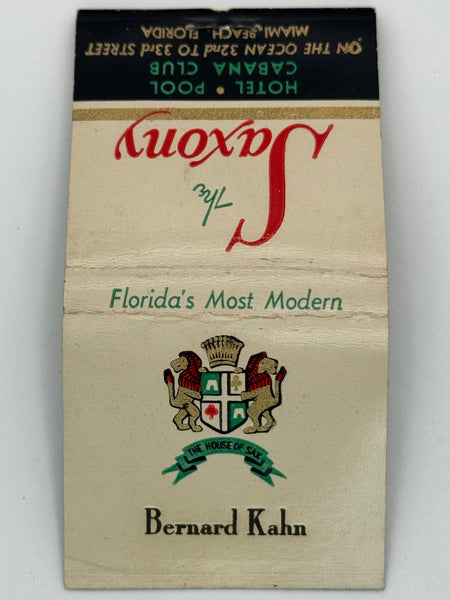 ON THE OCEAN 32nd TO 33rd STREET
MIAMI BEACH, FLORIDA
HOTEL • POOL
CABANA CLUB
The
Saxony
Florida's Most Modern
THE HOUSE OF SAX
Bernard Kahn